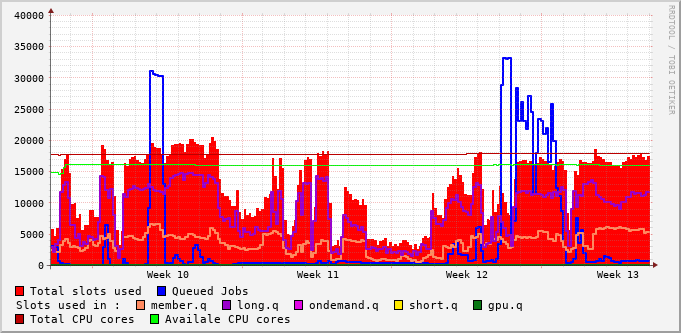 40000
35000
30000
25000
20000
15000
10000
5000
0
Week 10 Week 11 Week 12 Week 13
RRDTOOL / TOBI OETIKER
Total slots used Queued Jobs
Slots used in : member.q long.q ondemand.q short.q gpu.q
Total CPU cores Availale CPU cores